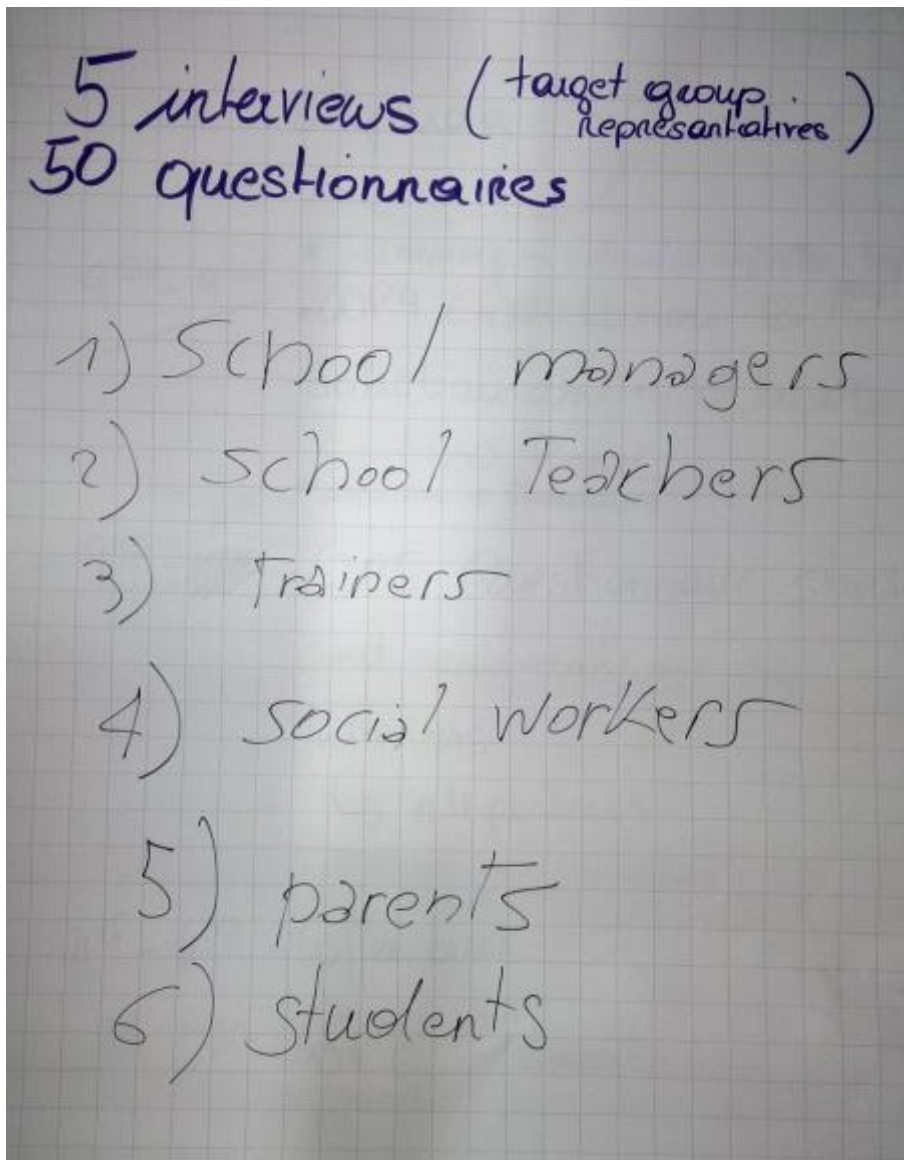 5 interviews (target group
represantatives)
50 questionnaires
1) School managers
2) School Teachers
3) Trainers
4) social workers
5) parents
6) students